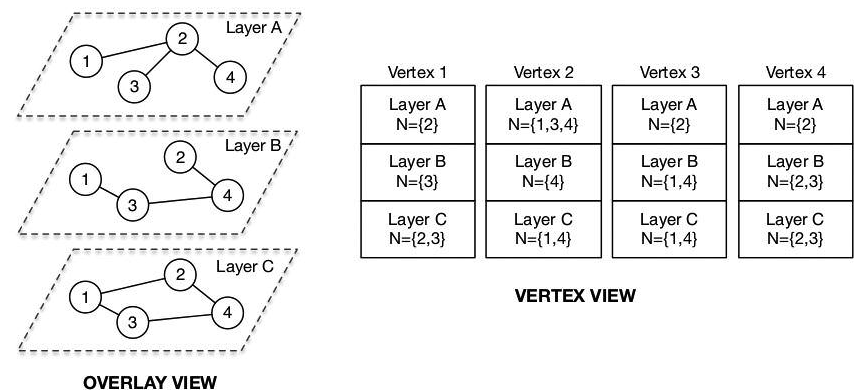 Layer A
1
2
3
4
Layer B
1
2
3
4
Layer C
1
2
3
4
OVERLAY VIEW
Vertex 1 Vertex 2 Vertex 3 Vertex 4
Layer A Layer A Layer A Layer A
N={2} N={1,3,4} N={2} N={2}
Layer B Layer B Layer B Layer B
N={3} N={4} N={1,4} N={2,3}
Layer C Layer C Layer C Layer C
N={2,3} N={1,4} N={1,4} N={2,3}
VERTEX VIEW